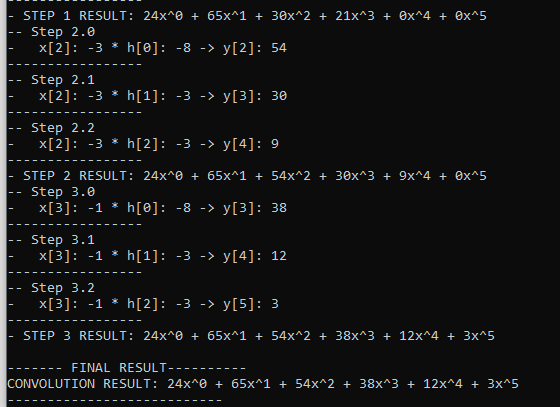 -----------------
- STEP 1 RESULT: 24x^0 + 65x^1 + 30x^2 + 21x^3 + 0x^4 + 0x^5
-- Step 2.0
-   x[2]: -3 * h[0]: -8 -> y[2]: 54
-----------------
-- Step 2.1
-   x[2]: -3 * h[1]: -3 -> y[3]: 30
-----------------
-- Step 2.2
-   x[2]: -3 * h[2]: -3 -> y[4]: 9
-----------------
- STEP 2 RESULT: 24x^0 + 65x^1 + 54x^2 + 30x^3 + 9x^4 + 0x^5
-- Step 3.0
-   x[3]: -1 * h[0]: -8 -> y[3]: 38
-----------------
-- Step 3.1
-   x[3]: -1 * h[1]: -3 -> y[4]: 12
-----------------
-- Step 3.2
-   x[3]: -1 * h[2]: -3 -> y[5]: 3
-----------------
- STEP 3 RESULT: 24x^0 + 65x^1 + 54x^2 + 38x^3 + 12x^4 + 3x^5
------- FINAL RESULT----------
CONVOLUTION RESULT: 24x^0 + 65x^1 + 54x^2 + 38x^3 + 12x^4 + 3x^5
---------------------------